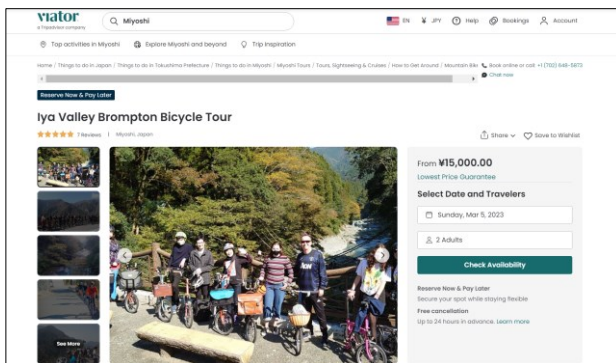 viator
a Tripadvisor company
Miyoshi
EN ¥ JPY Help Bookings Account
Top activities in Miyoshi Explore Miyoshi and beyond Trip Inspiration
Home / Things to do in Japan / Things to do in Tokushima Prefecture / Things to do in Miyoshi / Miyoshi Tours / Tours, Sightseeing & Cruises / How to Get Around / Mountain Bike
Book online or call +1 (702) 648-5873
Chat now
Reserve Now & Pay Later
Iya Valley Brompton Bicycle Tour
7 Reviews | Miyoshi, Japan
Share Save to Wishlist
See More
From ¥15,000.00
Lowest Price Guarantee
Select Date and Travelers
Sunday, Mar 5, 2023
2 Adults
Check Availability
Reserve Now & Pay Later
Secure your spot while staying flexible
Free cancellation
Up to 24 hours in advance. Learn more